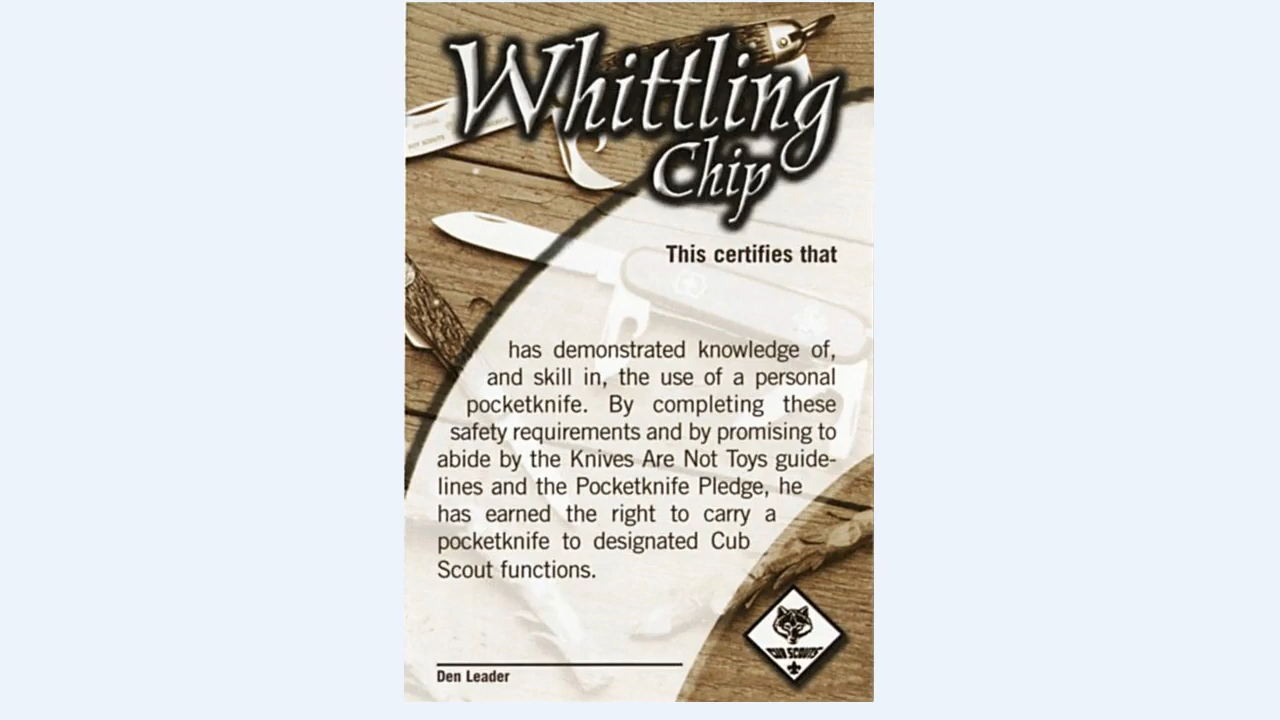 Whittling
Chip
This certifies that
has demonstrated knowledge of,
and skill in, the use of a personal
pocketknife. By completing these
safety requirements and by promising to
abide by the Knives Are Not Toys guide-
lines and the Pocketknife Pledge, he
has earned the right to carry a
pocketknife to designated Cub
Scout functions.
CUB SCOUTS
Den Leader